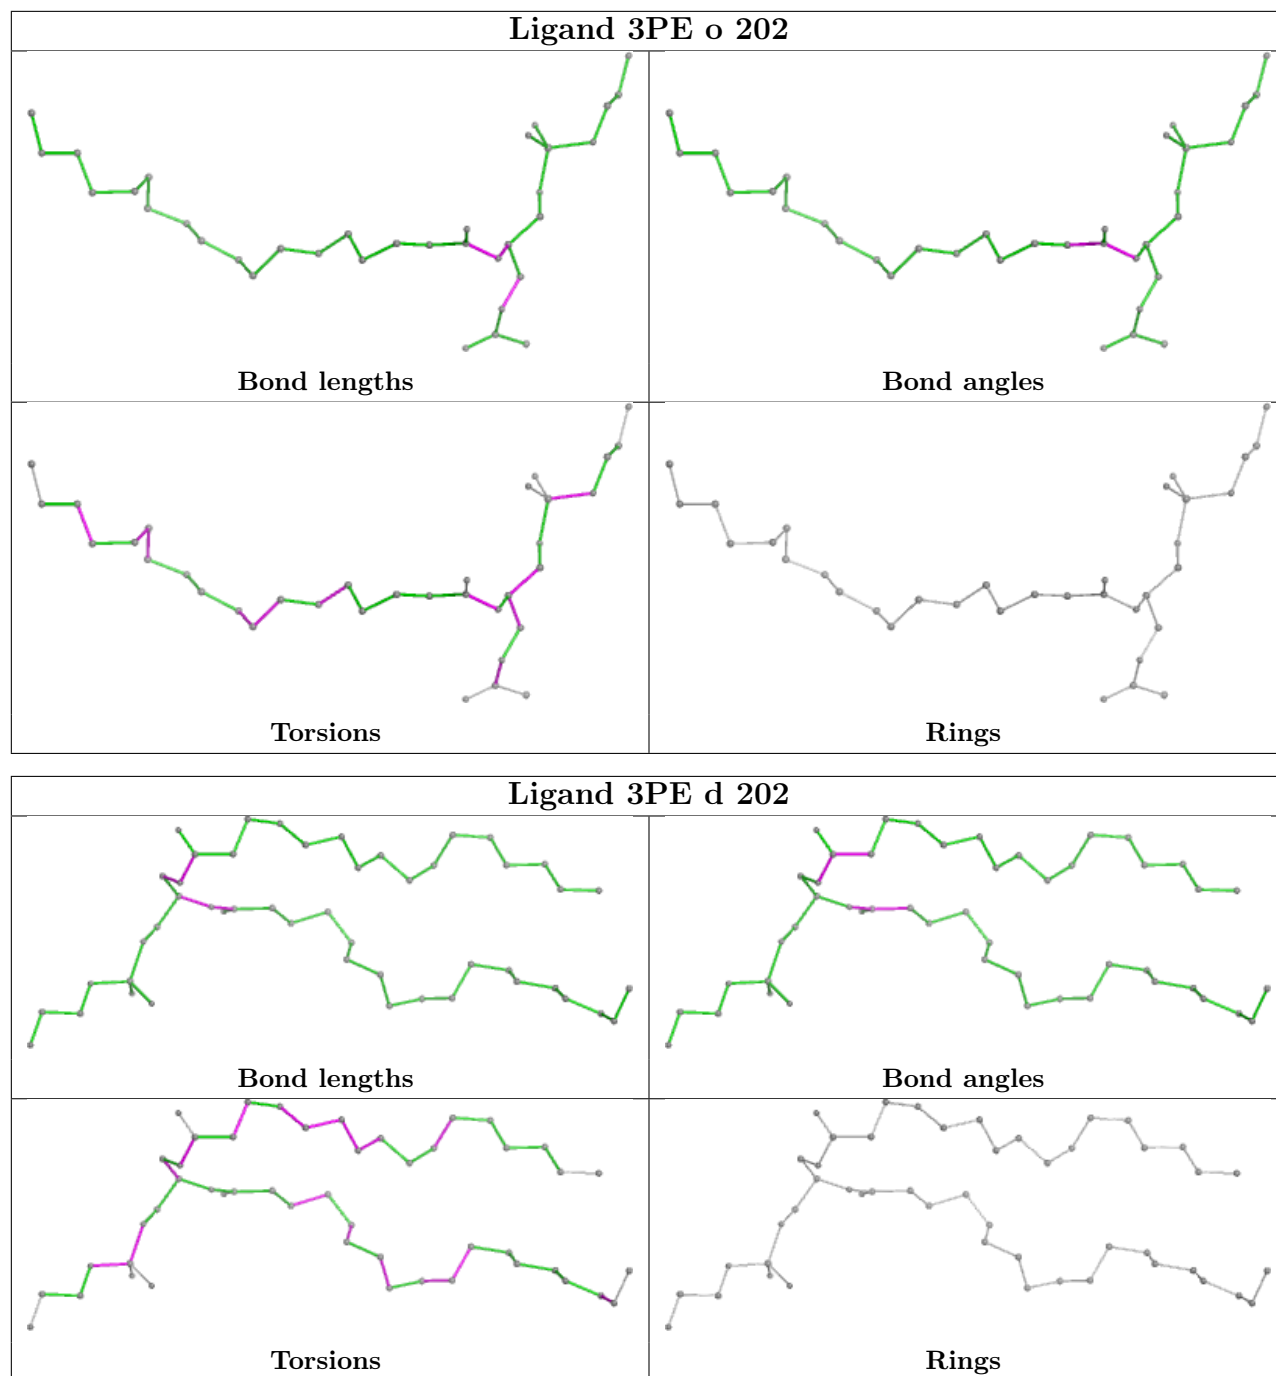 Ligand 3PE o 202
Bond lengths
Bond angles
Torsions
Rings
Ligand 3PE d 202
Bond lengths
Bond angles
Torsions
Rings